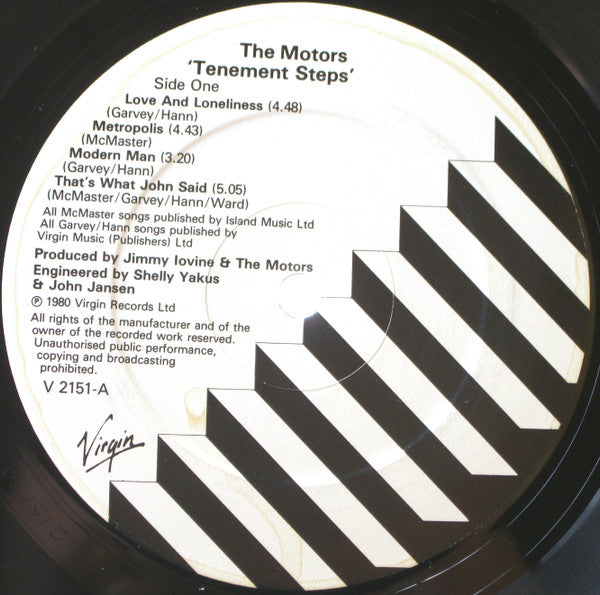 The Motors
'Tenement Steps'
Side One
Love And Loneliness (4.48)
(Garvey/Hann)
Metropolis (4.43)
(McMaster)
Modern Man (3.20)
(Garvey/Hann)
That's What John Said (5.05)
(McMaster/Garvey/Hann/Ward)
All McMaster songs published by Island Music Ltd
All Garvey/Hann songs published by
Virgin Music (Publishers) Ltd
Produced by Jimmy Iovine & The Motors
Engineered by Shelly Yakus
& John Jansen
℗ 1980 Virgin Records Ltd
All rights of the manufacturer and of the
owner of the recorded work reserved.
Unauthorised public performance,
copying and broadcasting
prohibited.
V 2151-A
Virgin